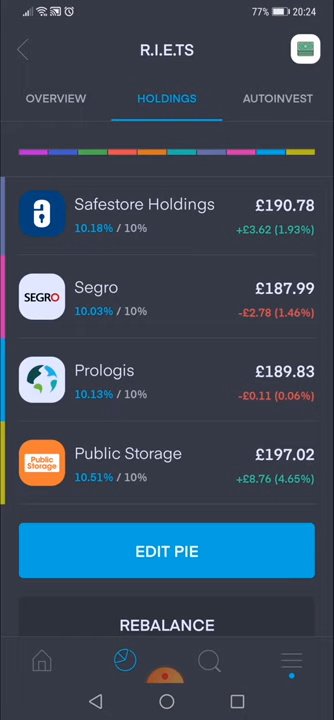 77% 20:24
R.I.E.TS
OVERVIEW HOLDINGS AUTOINVEST
Safestore Holdings £190.78
10.18% / 10% +£3.62 (1.93%)
SEGRO Segro £187.99
10.03% / 10% -£2.78 (1.46%)
Prologis £189.83
10.13% / 10% -£0.11 (0.06%)
Public Storage Public Storage £197.02
10.51% / 10% +£8.76 (4.65%)
EDIT PIE
REBALANCE